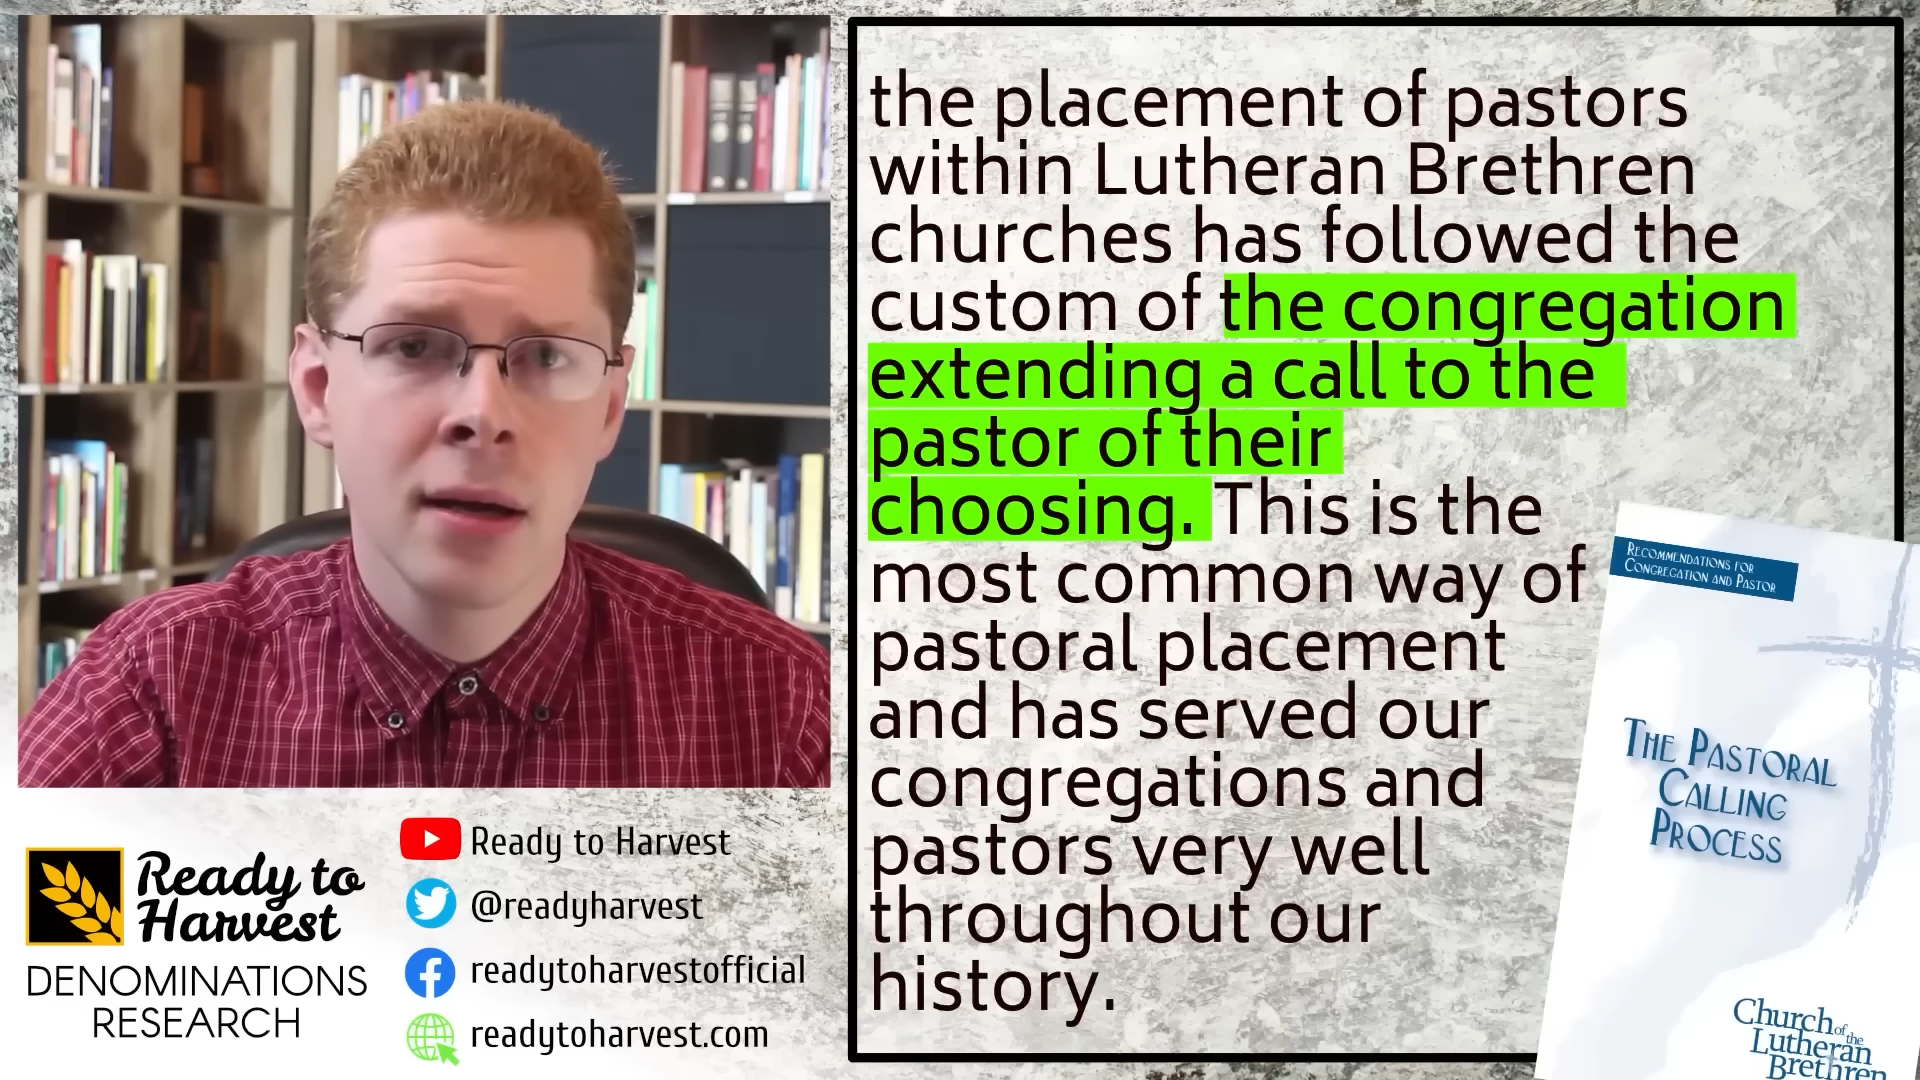 the placement of pastors
within Lutheran Brethren
churches has followed the
custom of the congregation
extending a call to the
pastor of their
choosing. This is the
most common way of
pastoral placement
and has served our
congregations and
pastors very well
throughout our
history.
RECOMMENDATIONS FOR
CONGREGATION AND PASTOR
THE PASTORAL
CALLING
PROCESS
Church of the
Lutheran
Brethren
Ready to
Harvest
DENOMINATIONS
RESEARCH
Ready to Harvest
@readyharvest
readytoharvestofficial
readytoharvest.com